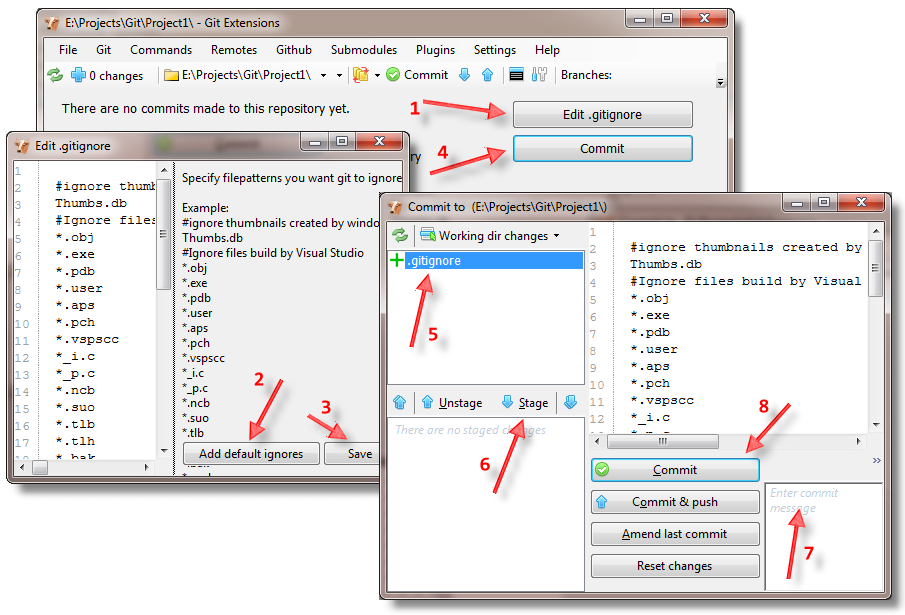 E:\Projects\Git\Project1\ - Git Extensions
File Git Commands Remotes Github Submodules Plugins Settings Help
0 changes E:\Projects\Git\Project1\ Commit Branches:
There are no commits made to this repository yet.
1
Edit .gitignore
4
Commit
Edit .gitignore
1
2 #ignore thumb
3 Thumbs.db
4 #Ignore files
5 *.obj
6 *.exe
7 *.pdb
8 *.user
9 *.aps
10 *.pch
11 *.vspscc
12 *_i.c
13 *_p.c
14 *.ncb
15 *.suo
16 *.tlb
17 *.tlh
18 *.bak
Specify filepatterns you want git to ignore
Example:
#ignore thumbnails created by window
Thumbs.db
#Ignore files build by Visual Studio
*.obj
*.exe
*.pdb
*.user
*.aps
*.pch
*.vspscc
*_i.c
*_p.c
*.ncb
*.suo
*.tlb
2
3
Add default ignores
Save
Commit to (E:\Projects\Git\Project1\)
Working dir changes
.gitignore
5
Unstage Stage
There are no staged changes
6
1
2 #ignore thumbnails created by
3 Thumbs.db
4 #Ignore files build by Visual
5 *.obj
6 *.exe
7 *.pdb
8 *.user
9 *.aps
10 *.pch
11 *.vspscc
12 *_i.c
13
8
Commit
Commit & push
Amend last commit
Reset changes
Enter commit
message
7